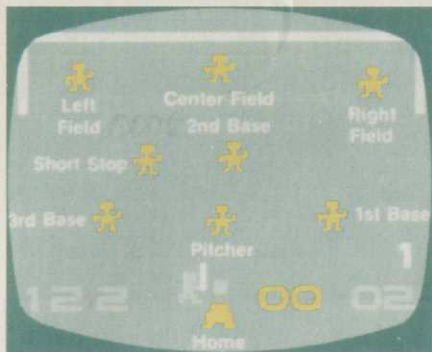 Left
Field
Center Field
Right
Field
2nd Base
Short Stop
3rd Base
1st Base
Pitcher
1
122
00
02
Home